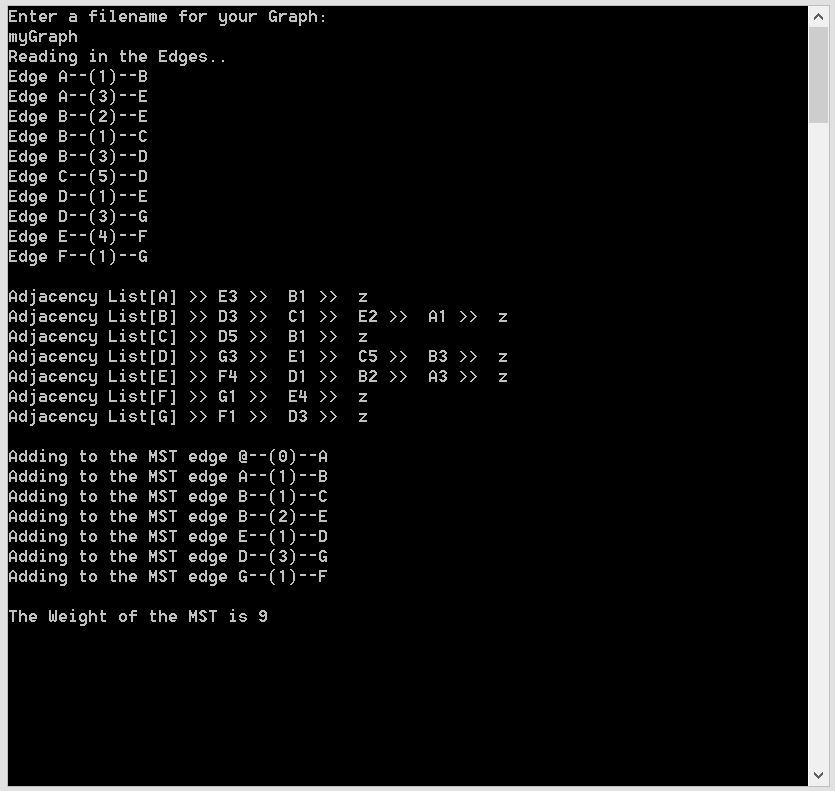 Enter a filename for your Graph:
myGraph
Reading in the Edges..
Edge A--(1)--B
Edge A--(3)--E
Edge B--(2)--E
Edge B--(1)--C
Edge B--(3)--D
Edge C--(5)--D
Edge D--(1)--E
Edge D--(3)--G
Edge E--(4)--F
Edge F--(1)--G
Adjacency List[A] >> E3 >>  B1 >>  z
Adjacency List[B] >> D3 >>  C1 >>  E2 >>  A1 >>  z
Adjacency List[C] >> D5 >>  B1 >>  z
Adjacency List[D] >> G3 >>  E1 >>  C5 >>  B3 >>  z
Adjacency List[E] >> F4 >>  D1 >>  B2 >>  A3 >>  z
Adjacency List[F] >> G1 >>  E4 >>  z
Adjacency List[G] >> F1 >>  D3 >>  z
Adding to the MST edge @--(0)--A
Adding to the MST edge A--(1)--B
Adding to the MST edge B--(1)--C
Adding to the MST edge B--(2)--E
Adding to the MST edge E--(1)--D
Adding to the MST edge D--(3)--G
Adding to the MST edge G--(1)--F
The Weight of the MST is 9